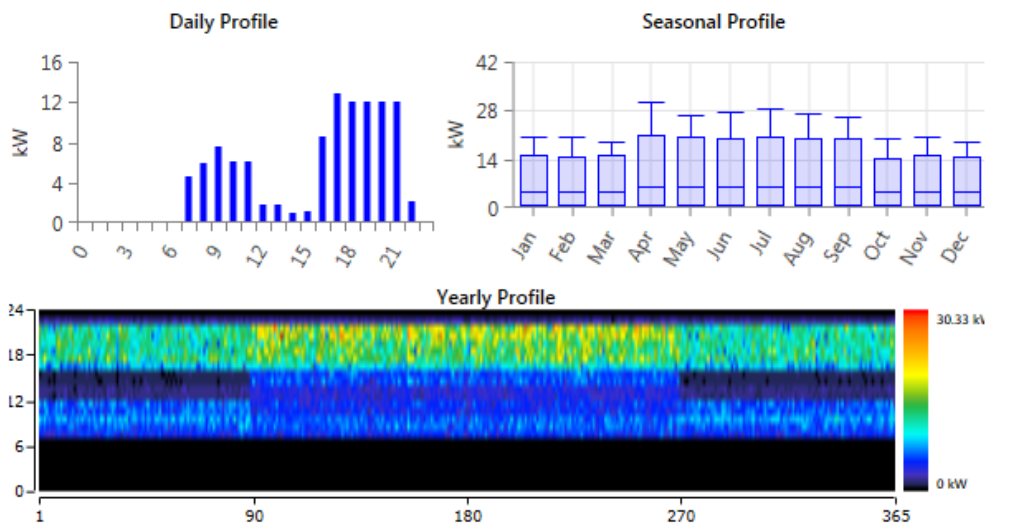 Daily Profile
16
12
8
4
0
kW
0
3
6
9
12
15
18
21
Seasonal Profile
42
28
14
0
kW
Jan
Feb
Mar
Apr
May
Jun
Jul
Aug
Sep
Oct
Nov
Dec
Yearly Profile
24
18
12
6
0
1
90
180
270
365
30.33 kW
0 kW